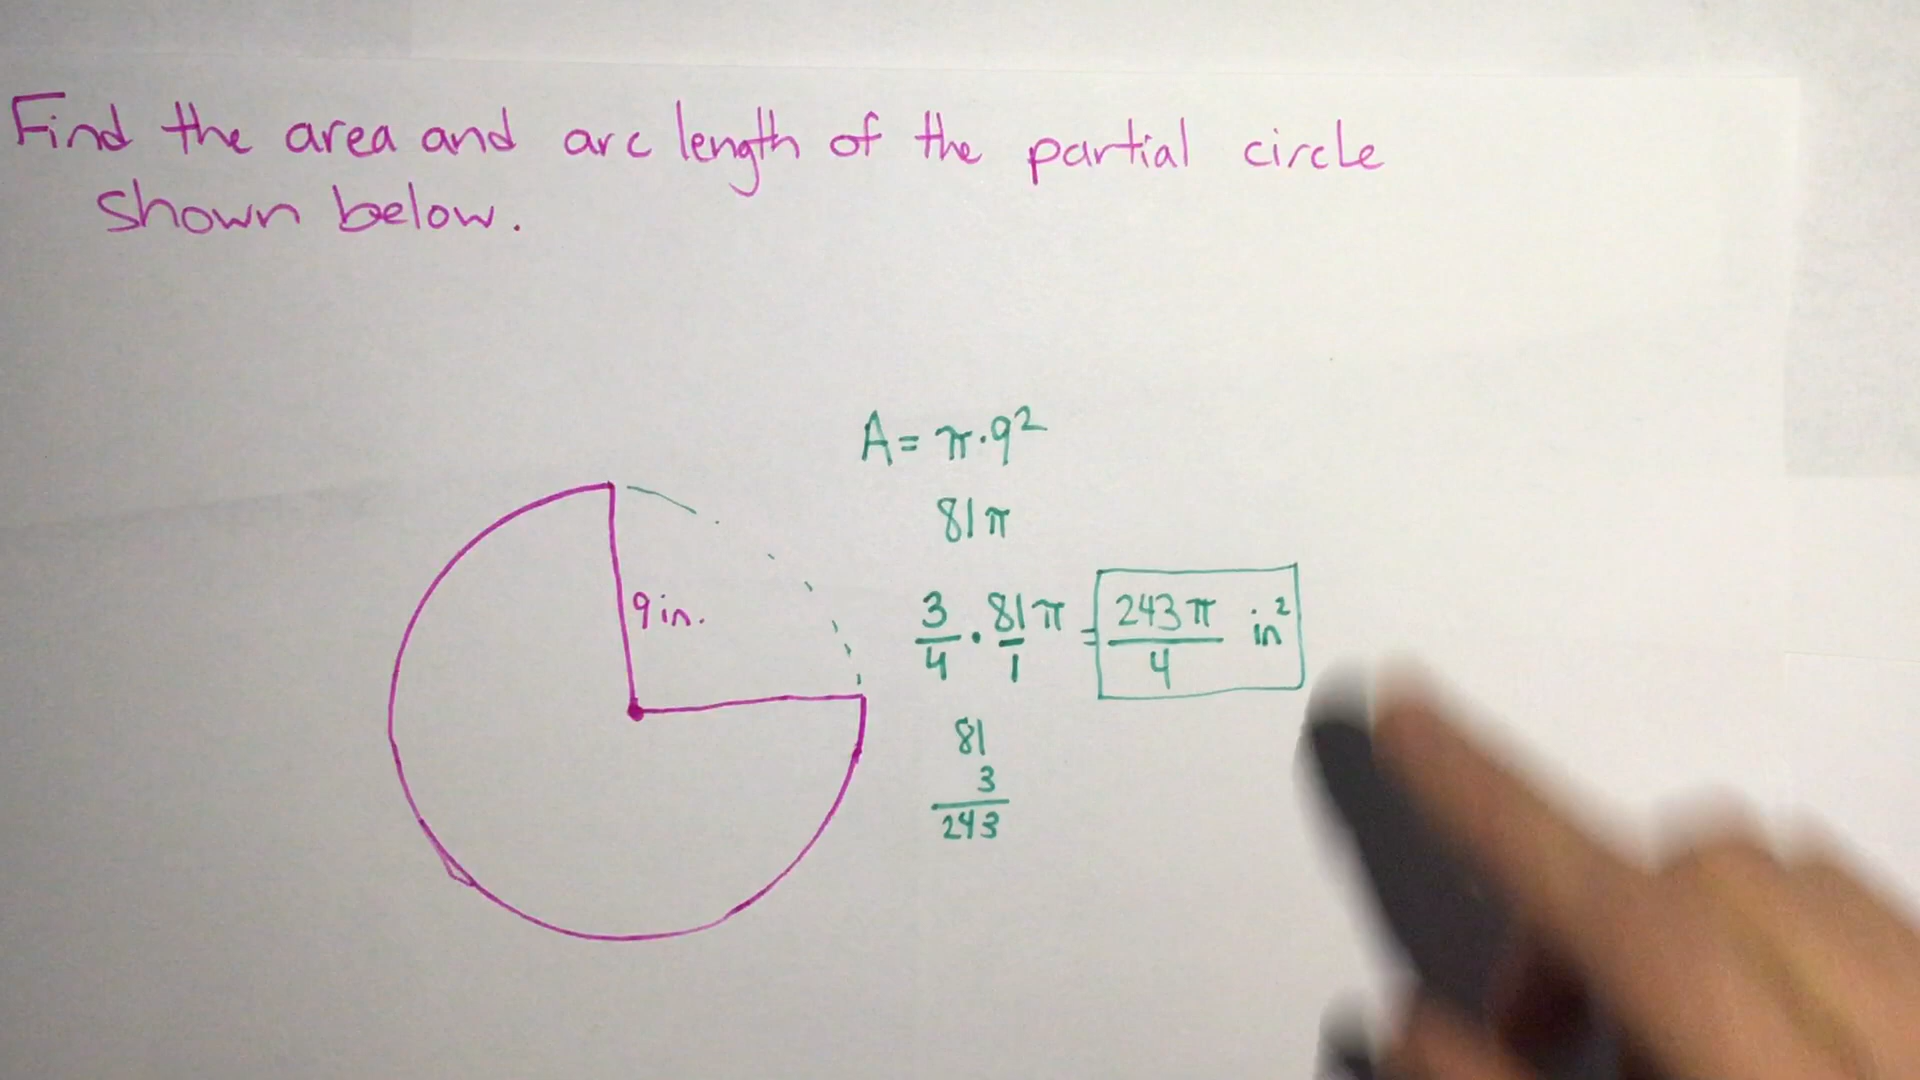 Find the area and arc length of the partial circle
shown below.
A = π·9²
81π
9 in.
3/4 · 81π/1 = 243π/4 in²
81
3
243